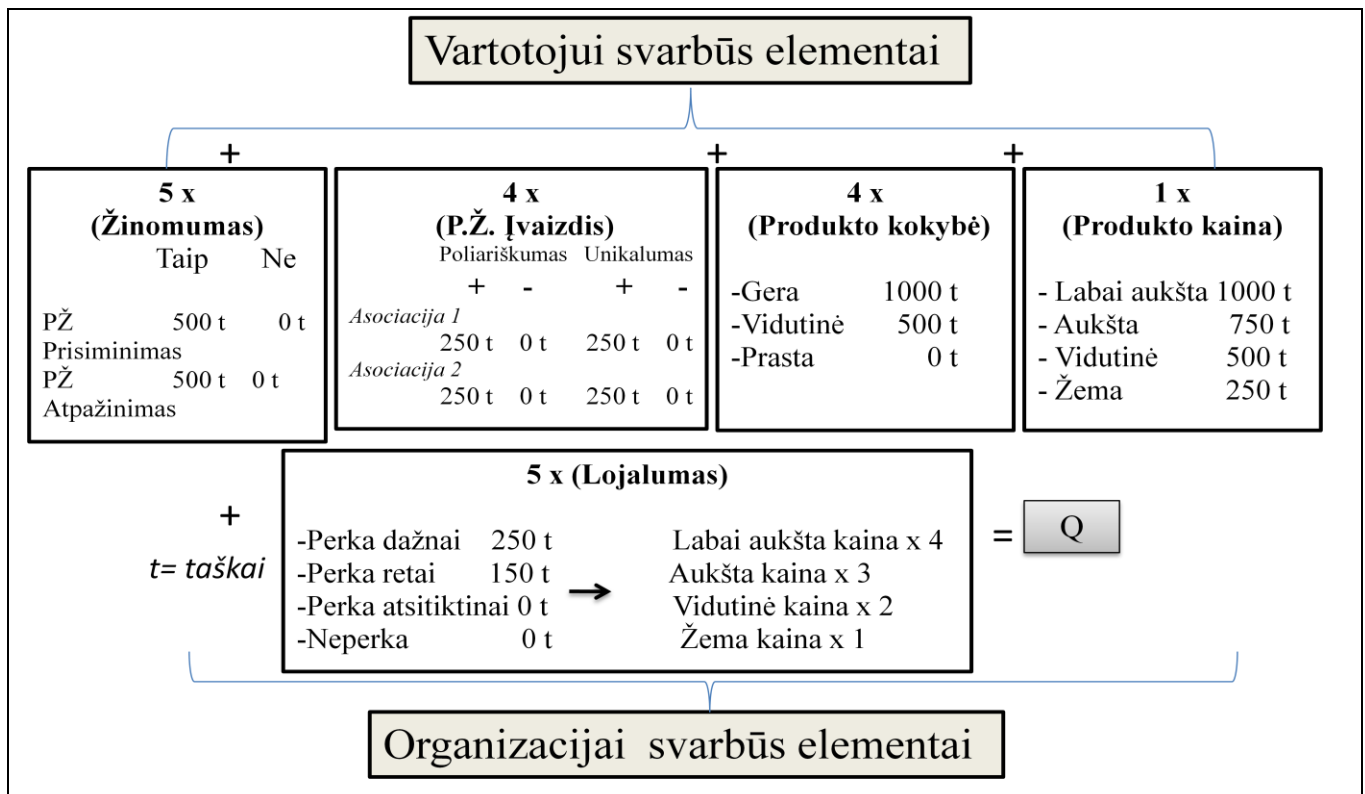 Vartotojui svarbūs elementai
+ + +
5 x
(Žinomumas)
Taip Ne
PŽ 500 t 0 t
Prisiminimas
PŽ 500 t 0 t
Atpažinimas
4 x
(P.Ž. Įvaizdis)
Poliariškumas Unikalumas
+ - + -
Asociacija 1
250 t 0 t 250 t 0 t
Asociacija 2
250 t 0 t 250 t 0 t
4 x
(Produkto kokybė)
-Gera 1000 t
-Vidutinė 500 t
-Prasta 0 t
1 x
(Produkto kaina)
- Labai aukšta 1000 t
- Aukšta 750 t
- Vidutinė 500 t
- Žema 250 t
+
t= taškai
5 x (Lojalumas)
-Perka dažnai 250 t Labai aukšta kaina x 4
-Perka retai 150 t → Aukšta kaina x 3
-Perka atsitiktinai 0 t Vidutinė kaina x 2
-Neperka 0 t Žema kaina x 1
= Q
Organizacijai svarbūs elementai